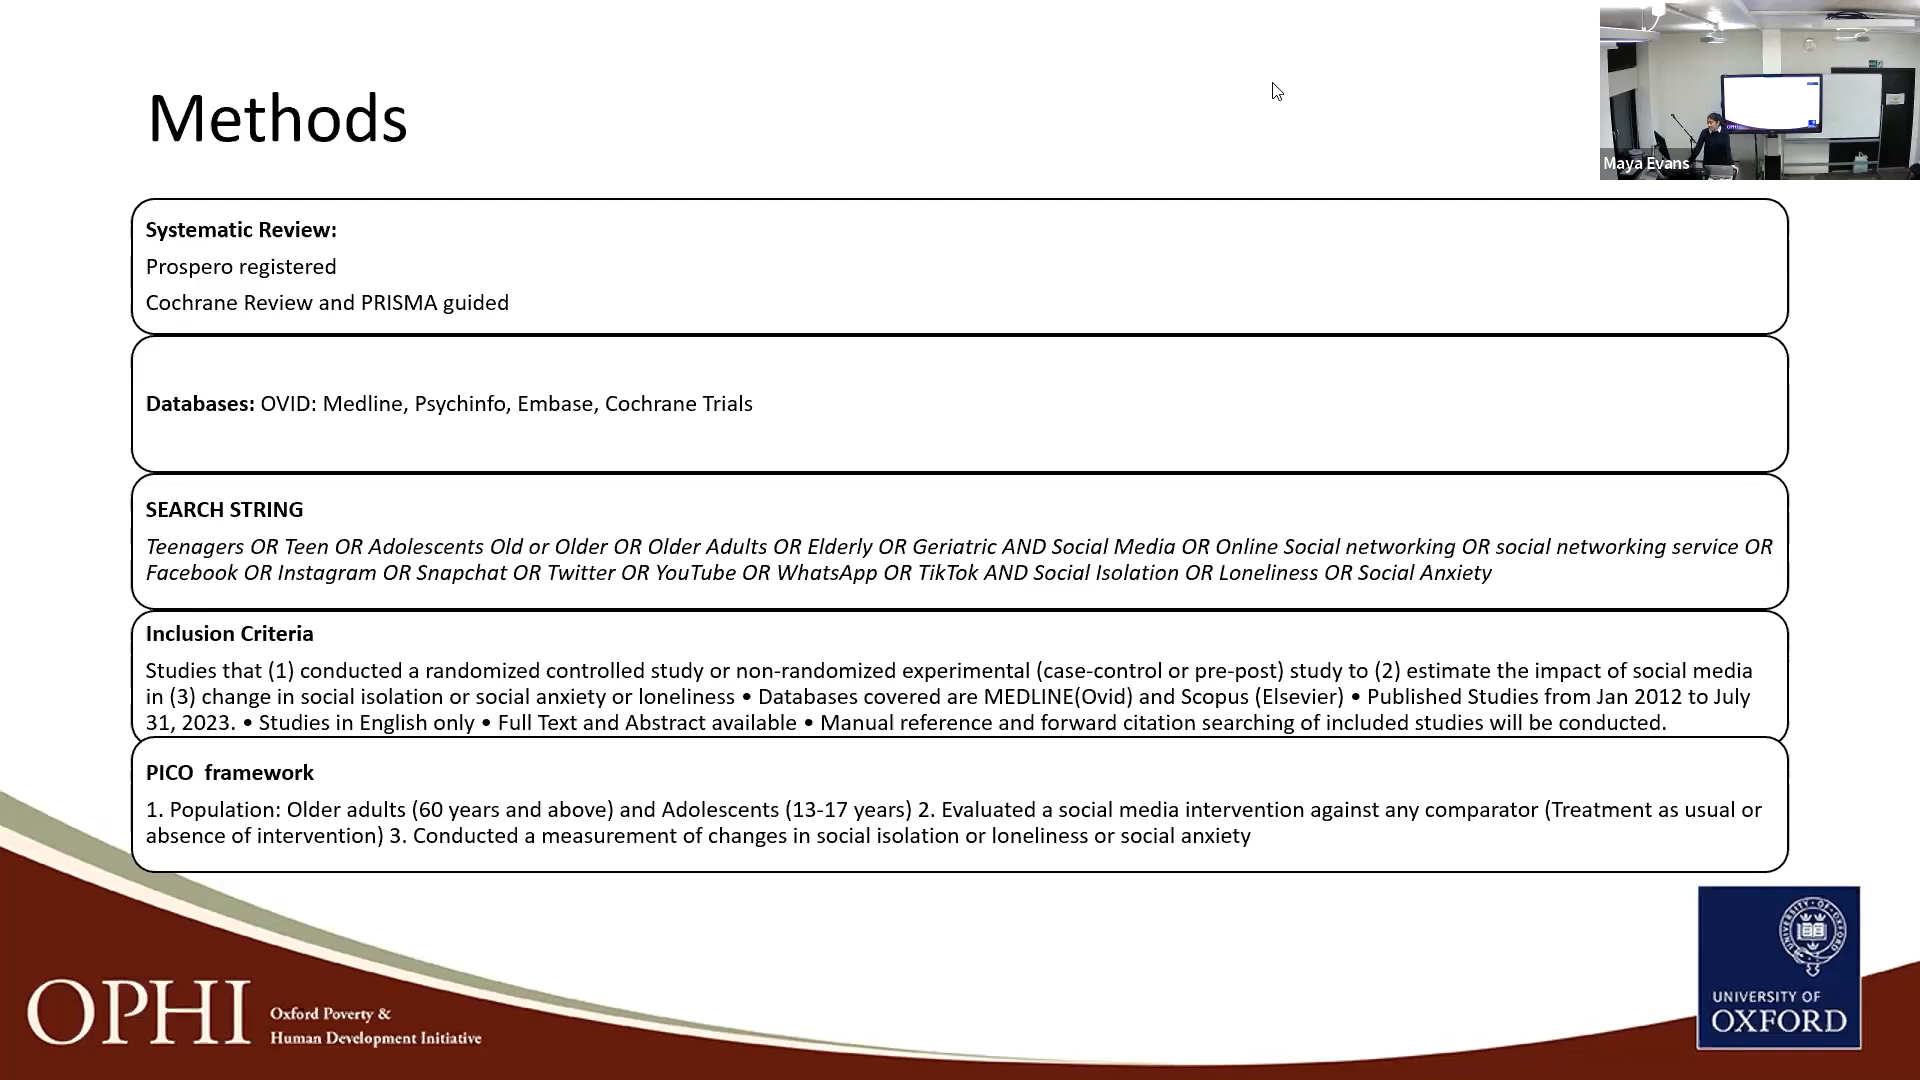 Methods
Maya Evans
Systematic Review:
Prospero registered
Cochrane Review and PRISMA guided
Databases: OVID: Medline, Psychinfo, Embase, Cochrane Trials
SEARCH STRING
Teenagers OR Teen OR Adolescents Old or Older OR Older Adults OR Elderly OR Geriatric AND Social Media OR Online Social networking OR social networking service OR
Facebook OR Instagram OR Snapchat OR Twitter OR YouTube OR WhatsApp OR TikTok AND Social Isolation OR Loneliness OR Social Anxiety
Inclusion Criteria
Studies that (1) conducted a randomized controlled study or non-randomized experimental (case-control or pre-post) study to (2) estimate the impact of social media
in (3) change in social isolation or social anxiety or loneliness • Databases covered are MEDLINE(Ovid) and Scopus (Elsevier) • Published Studies from Jan 2012 to July
31, 2023. • Studies in English only • Full Text and Abstract available • Manual reference and forward citation searching of included studies will be conducted.
PICO  framework
1. Population: Older adults (60 years and above) and Adolescents (13-17 years) 2. Evaluated a social media intervention against any comparator (Treatment as usual or
absence of intervention) 3. Conducted a measurement of changes in social isolation or loneliness or social anxiety
OPHI
Oxford Poverty &
Human Development Initiative
UNIVERSITY OF
OXFORD